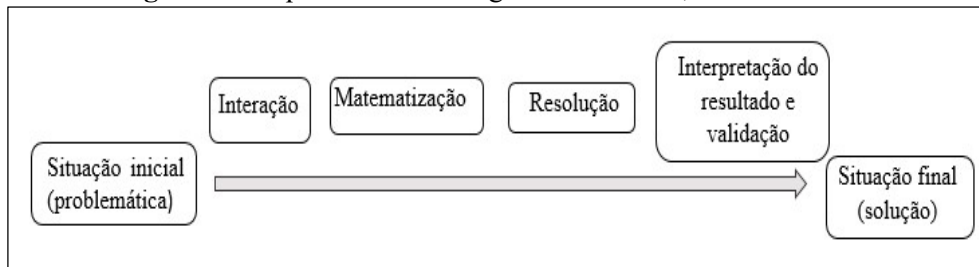 Interação
Matematização
Resolução
Interpretação do
resultado e
validação
Situação inicial
(problemática)
Situação final
(solução)